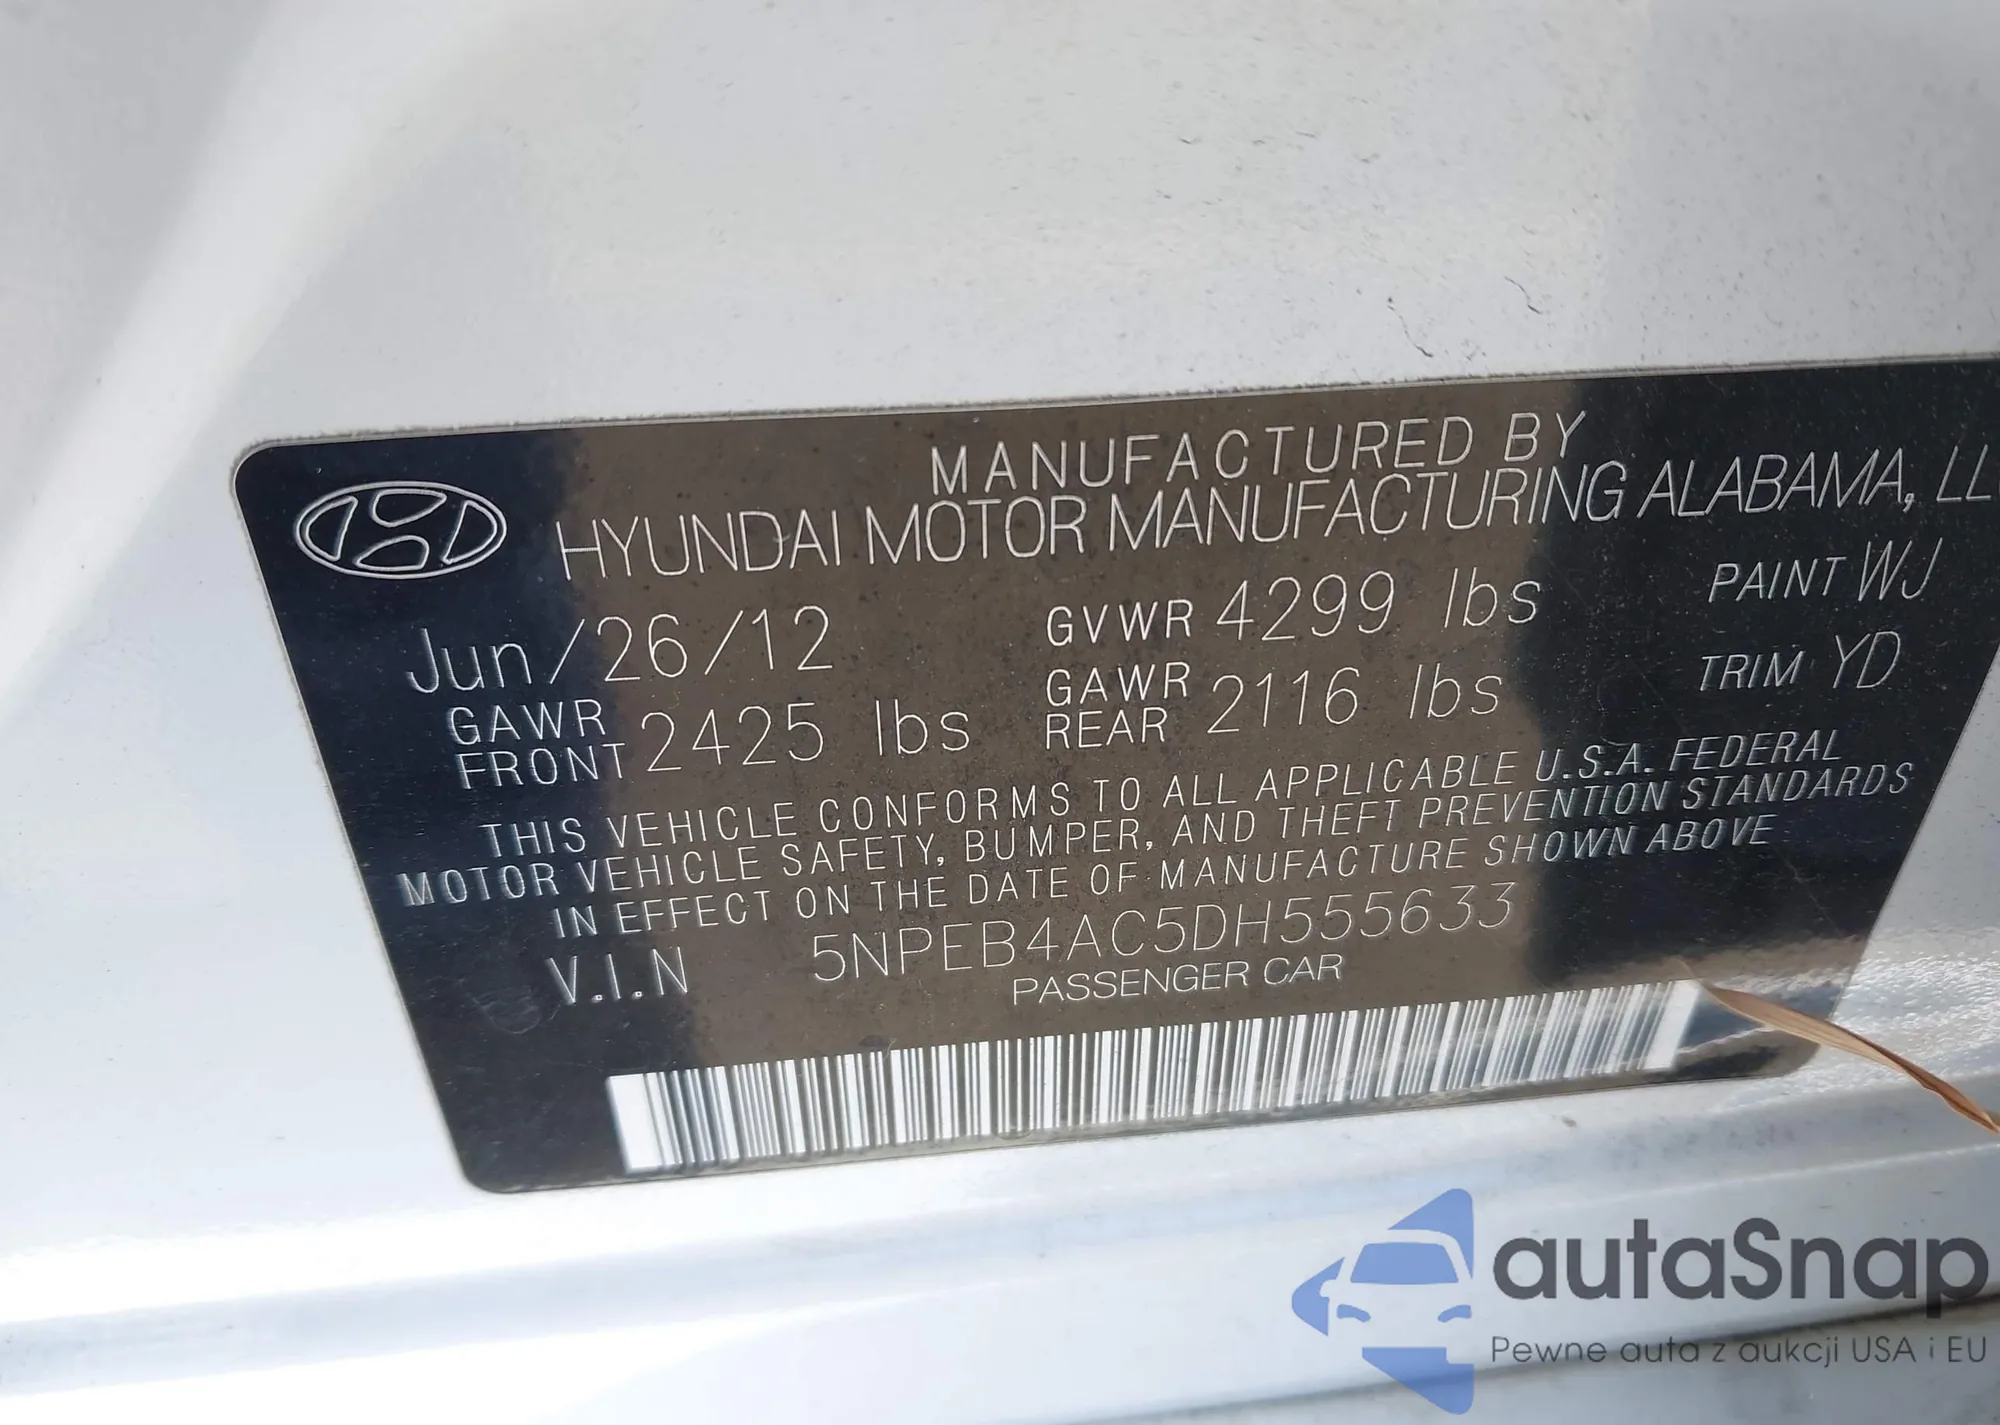 MANUFACTURED BY
HYUNDAI MOTOR MANUFACTURING ALABAMA, LL
Jun/26/12 GVWR 4299 lbs PAINT WJ
GAWR FRONT 2425 lbs GAWR REAR 2116 lbs TRIM YD
THIS VEHICLE CONFORMS TO ALL APPLICABLE U.S.A. FEDERAL
MOTOR VEHICLE SAFETY, BUMPER, AND THEFT PREVENTION STANDARDS
IN EFFECT ON THE DATE OF MANUFACTURE SHOWN ABOVE
V.I.N 5NPEB4AC5DH555633
PASSENGER CAR
autaSnap
Pewne auta z aukcji USA i EU